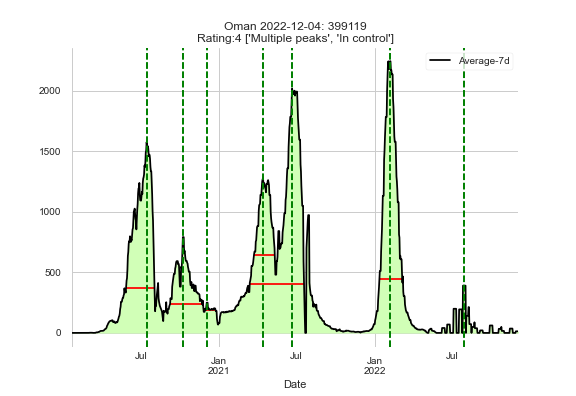 Oman 2022-12-04: 399119
Rating:4 ['Multiple peaks', 'In control']
Average-7d
2000
1500
1000
500
0
Jul
Jan
2021
Jul
Jan
2022
Jul
Date